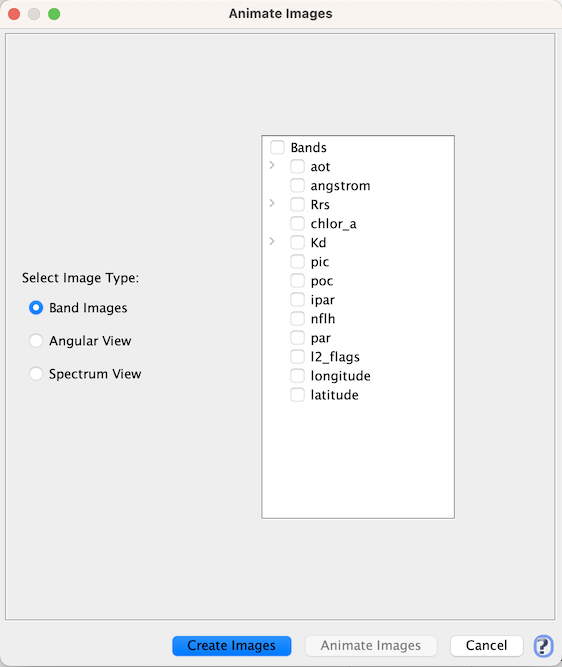 Animate Images
Select Image Type:
Band Images
Angular View
Spectrum View
Bands
aot
angstrom
Rrs
chlor_a
Kd
pic
poc
ipar
nflh
par
l2_flags
longitude
latitude
Create Images
Animate Images
Cancel
?